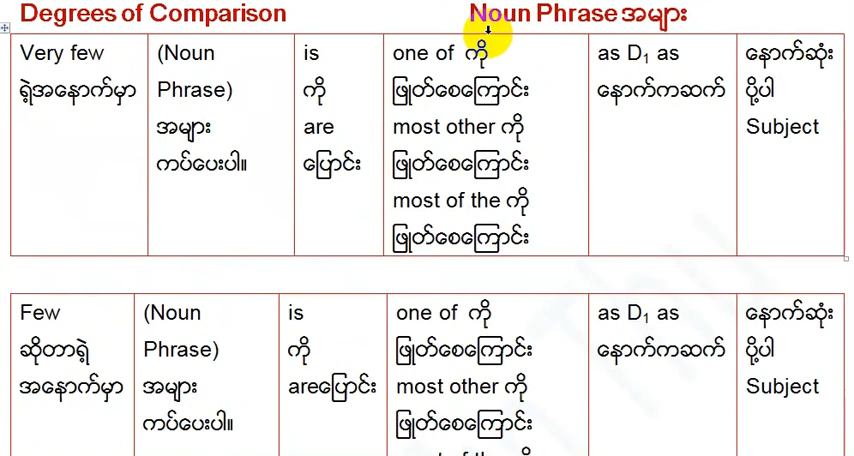 Degrees of Comparison
Noun Phrase အများ
Very few
ရဲ့အနောက်မှာ
(Noun
Phrase)
အများ
ကပ်ပေးပါ။
is
ကို
are
ပြောင်း
one of ကို
ဖြုတ်စေကြောင်း
most other ကို
ဖြုတ်စေကြောင်း
most of the ကို
ဖြုတ်စေကြောင်း
as D₁ as
နောက်ကဆက်
နောက်ဆုံး
ပို့ပါ
Subject
Few
ဆိုတာရဲ့
အနောက်မှာ
(Noun
Phrase)
အများ
ကပ်ပေးပါ။
is
ကို
areပြောင်း
one of ကို
ဖြုတ်စေကြောင်း
most other ကို
ဖြုတ်စေကြောင်း
as D₁ as
နောက်ကဆက်
နောက်ဆုံး
ပို့ပါ
Subject